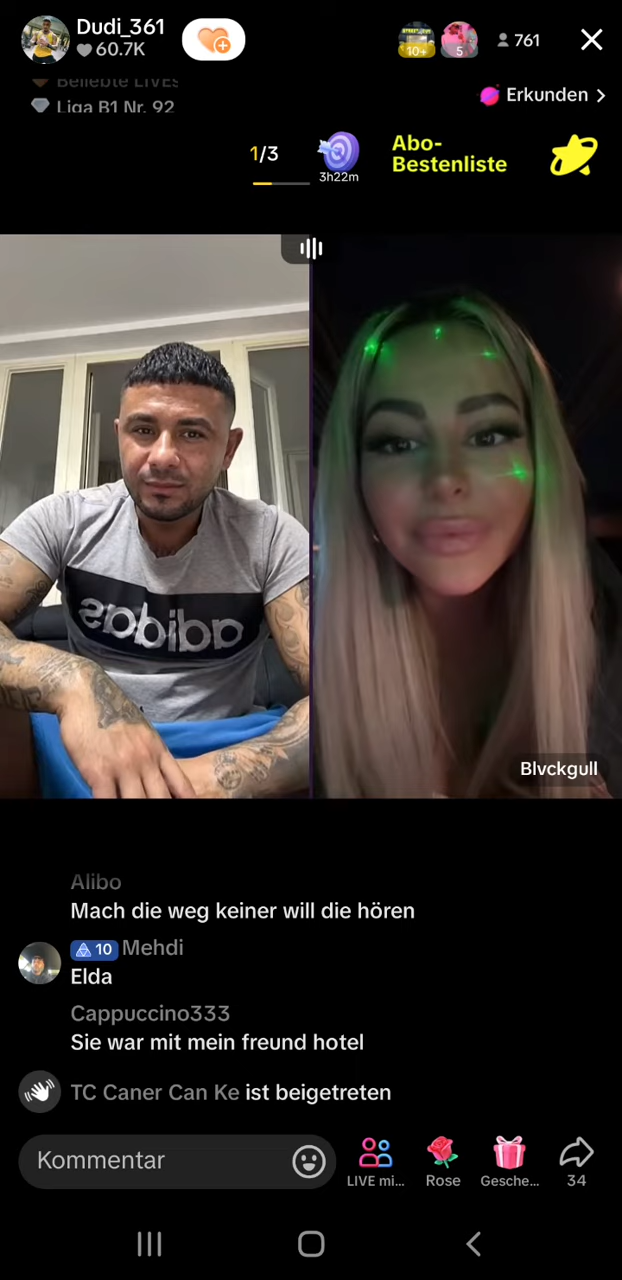 Dudi_361
60.7K
10+
5
761
Beliebte LIVEs
Liga B1 Nr. 92
Erkunden
1/3
3h22m
Abo-
Bestenliste
adidas
Blvckgull
Alibo
Mach die weg keiner will die hören
10 Mehdi
Elda
Cappuccino333
Sie war mit mein freund hotel
TC Caner Can Ke ist beigetreten
Kommentar
LIVE mi...
Rose
Gesche...
34